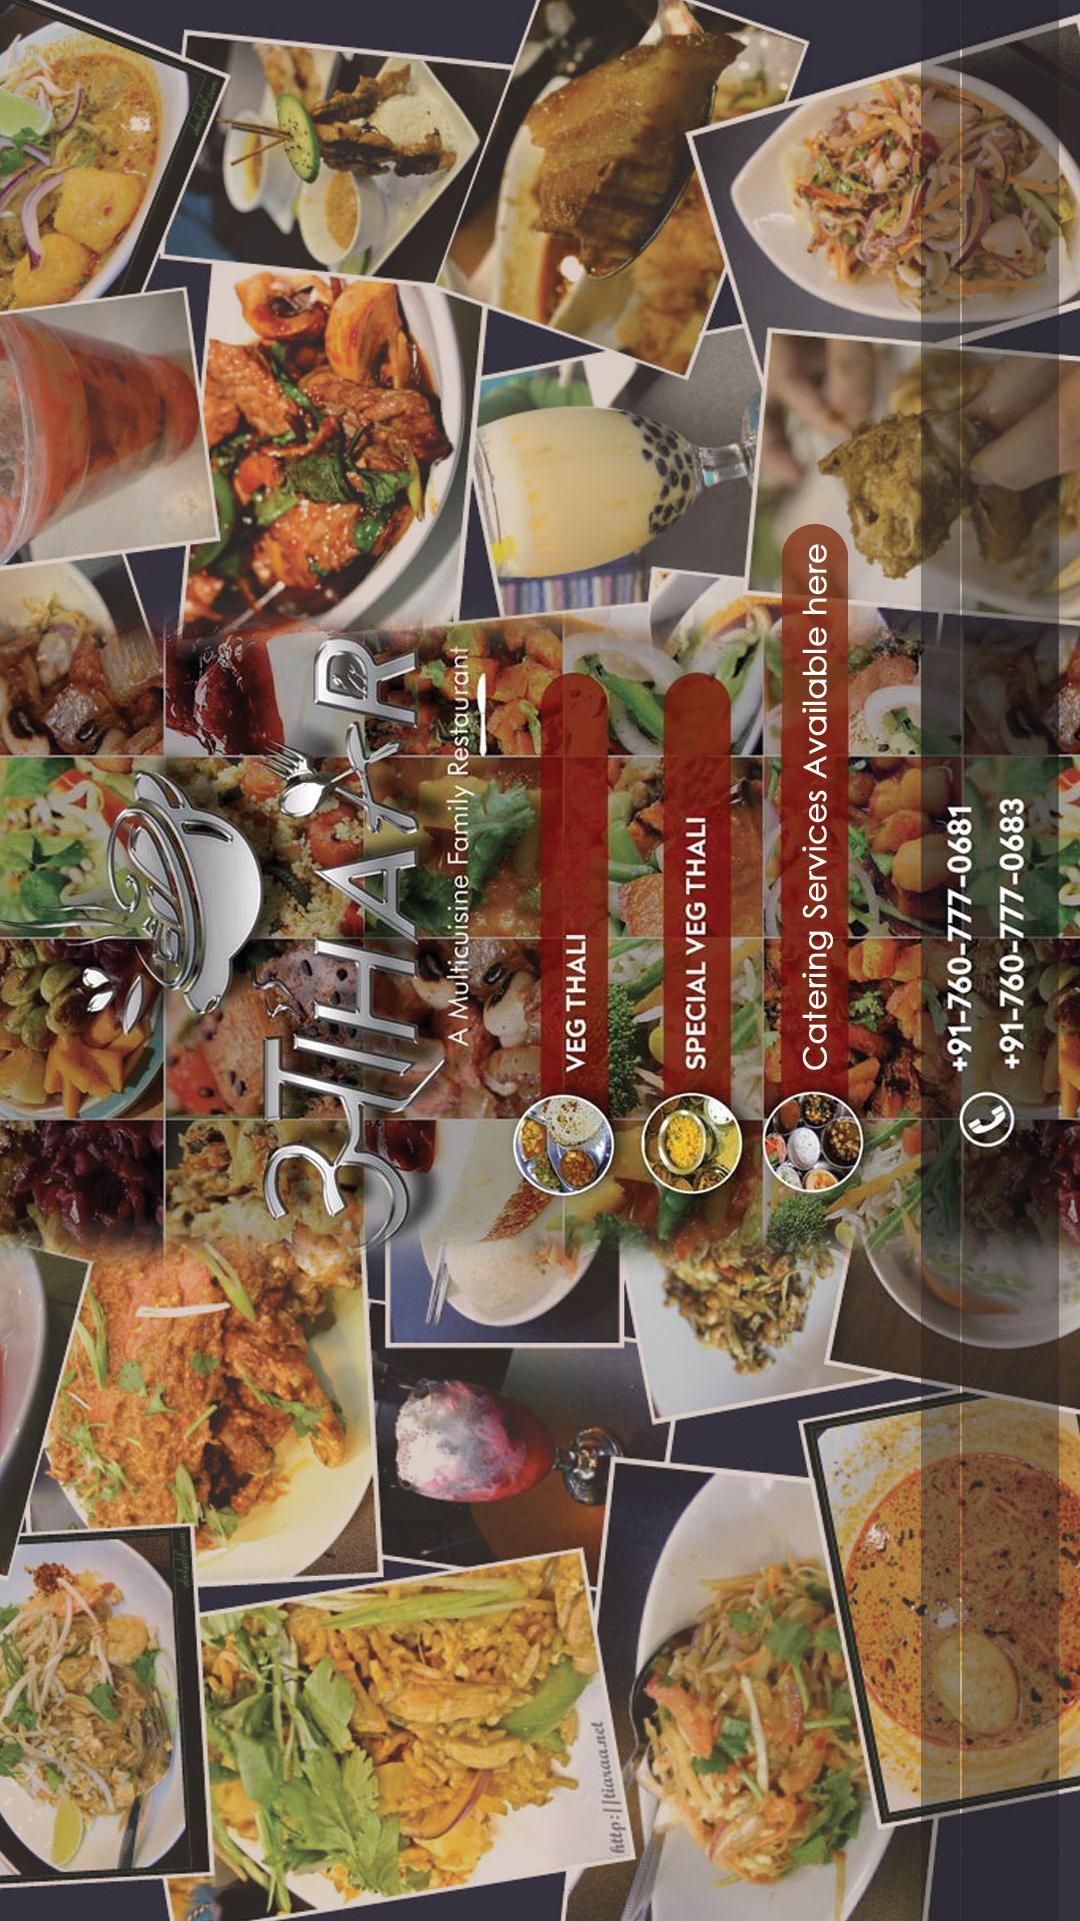 अTITHAAR
A Multicuisine Family Restaurant
VEG THALI
SPECIAL VEG THALI
Catering Services Available here
+91-760-777-0681
+91-760-777-0683
http://tiaraa.net